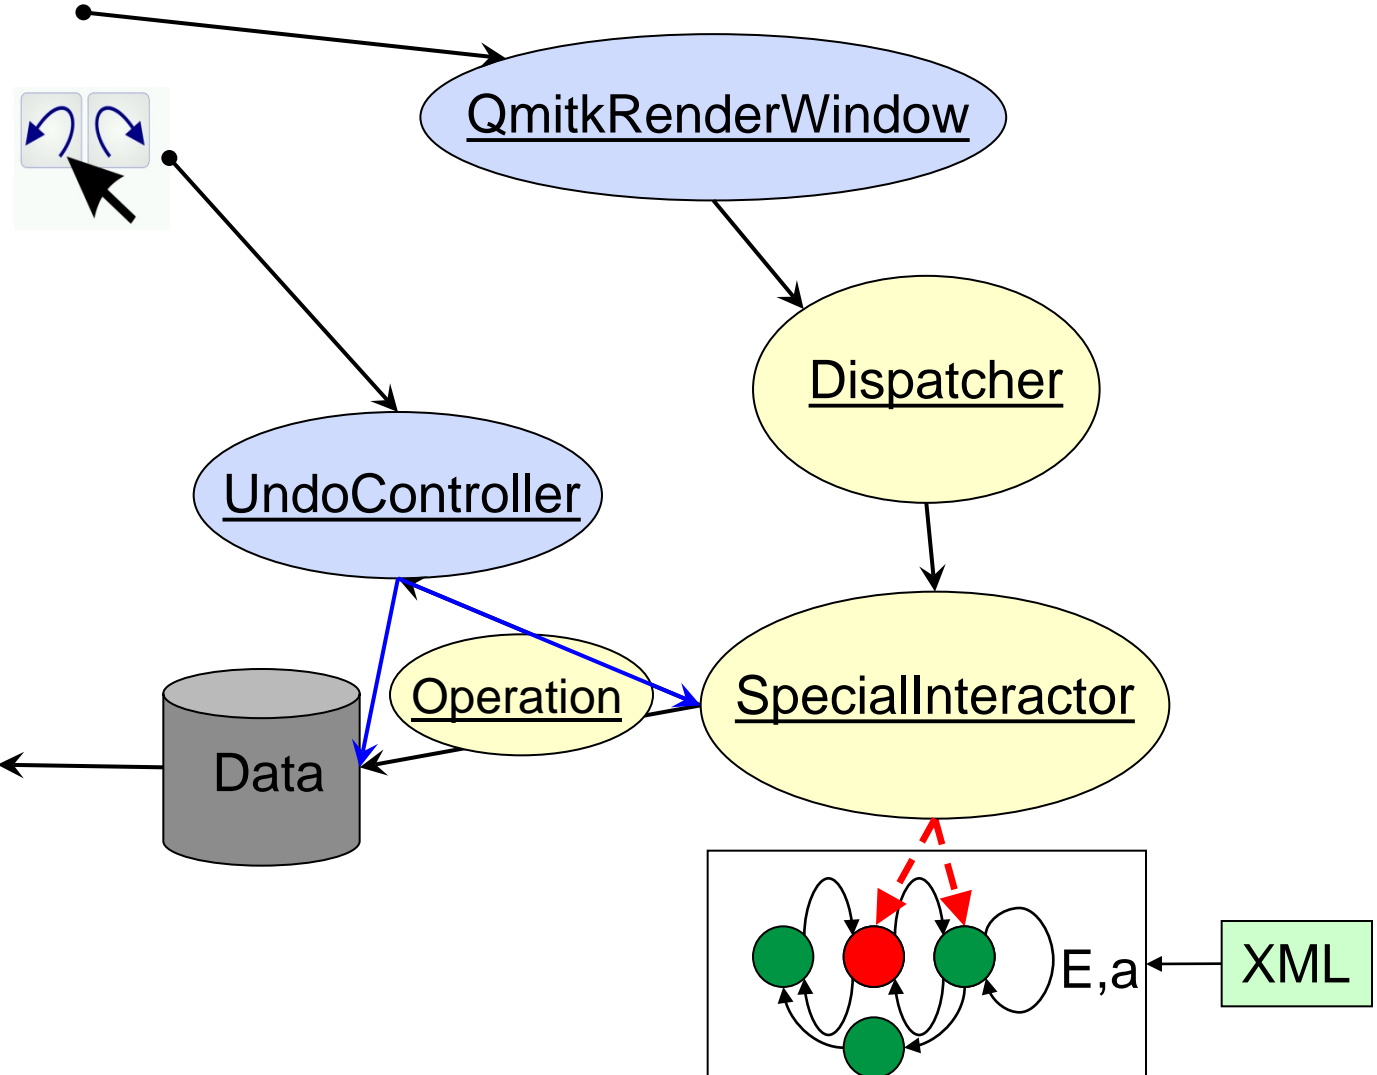 QmitkRenderWindow
Dispatcher
UndoController
Operation
SpecialInteractor
Data
E,a
XML